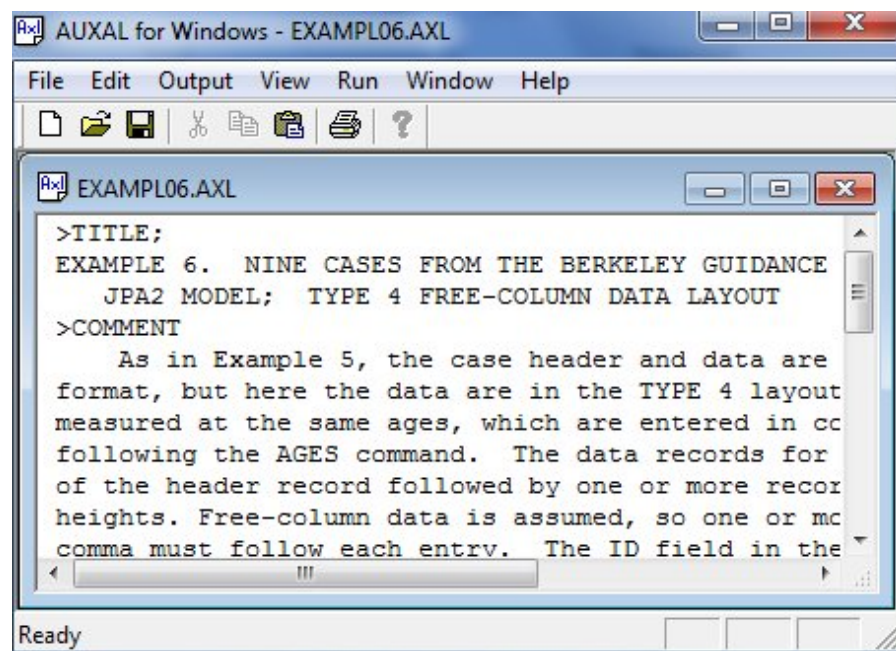 AUXAL for Windows - EXAMPL06.AXL
File Edit Output View Run Window Help
EXAMPL06.AXL
>TITLE;
EXAMPLE 6.  NINE CASES FROM THE BERKELEY GUIDANCE
JPA2 MODEL;  TYPE 4 FREE-COLUMN DATA LAYOUT
>COMMENT
As in Example 5, the case header and data are
format, but here the data are in the TYPE 4 layout
measured at the same ages, which are entered in
following the AGES command.  The data records for
of the header record followed by one or more
heights. Free-column data is assumed, so one or
comma must follow each entry.  The ID field in the
Ready